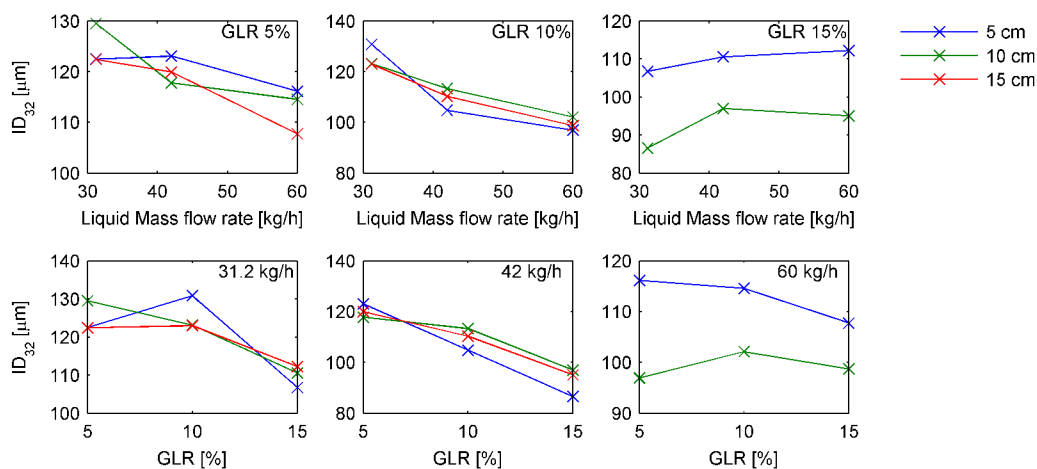 130
120
110
100
ID32 [μm]
GLR 5%
30
40
50
60
Liquid Mass flow rate [kg/h]
140
120
100
80
GLR 10%
30
40
50
60
Liquid Mass flow rate [kg/h]
120
110
100
90
80
GLR 15%
30
40
50
60
Liquid Mass flow rate [kg/h]
5 cm
10 cm
15 cm
140
130
120
110
100
ID32 [μm]
31.2 kg/h
5
10
15
GLR [%]
140
120
100
80
42 kg/h
5
10
15
GLR [%]
120
110
100
90
60 kg/h
5
10
15
GLR [%]